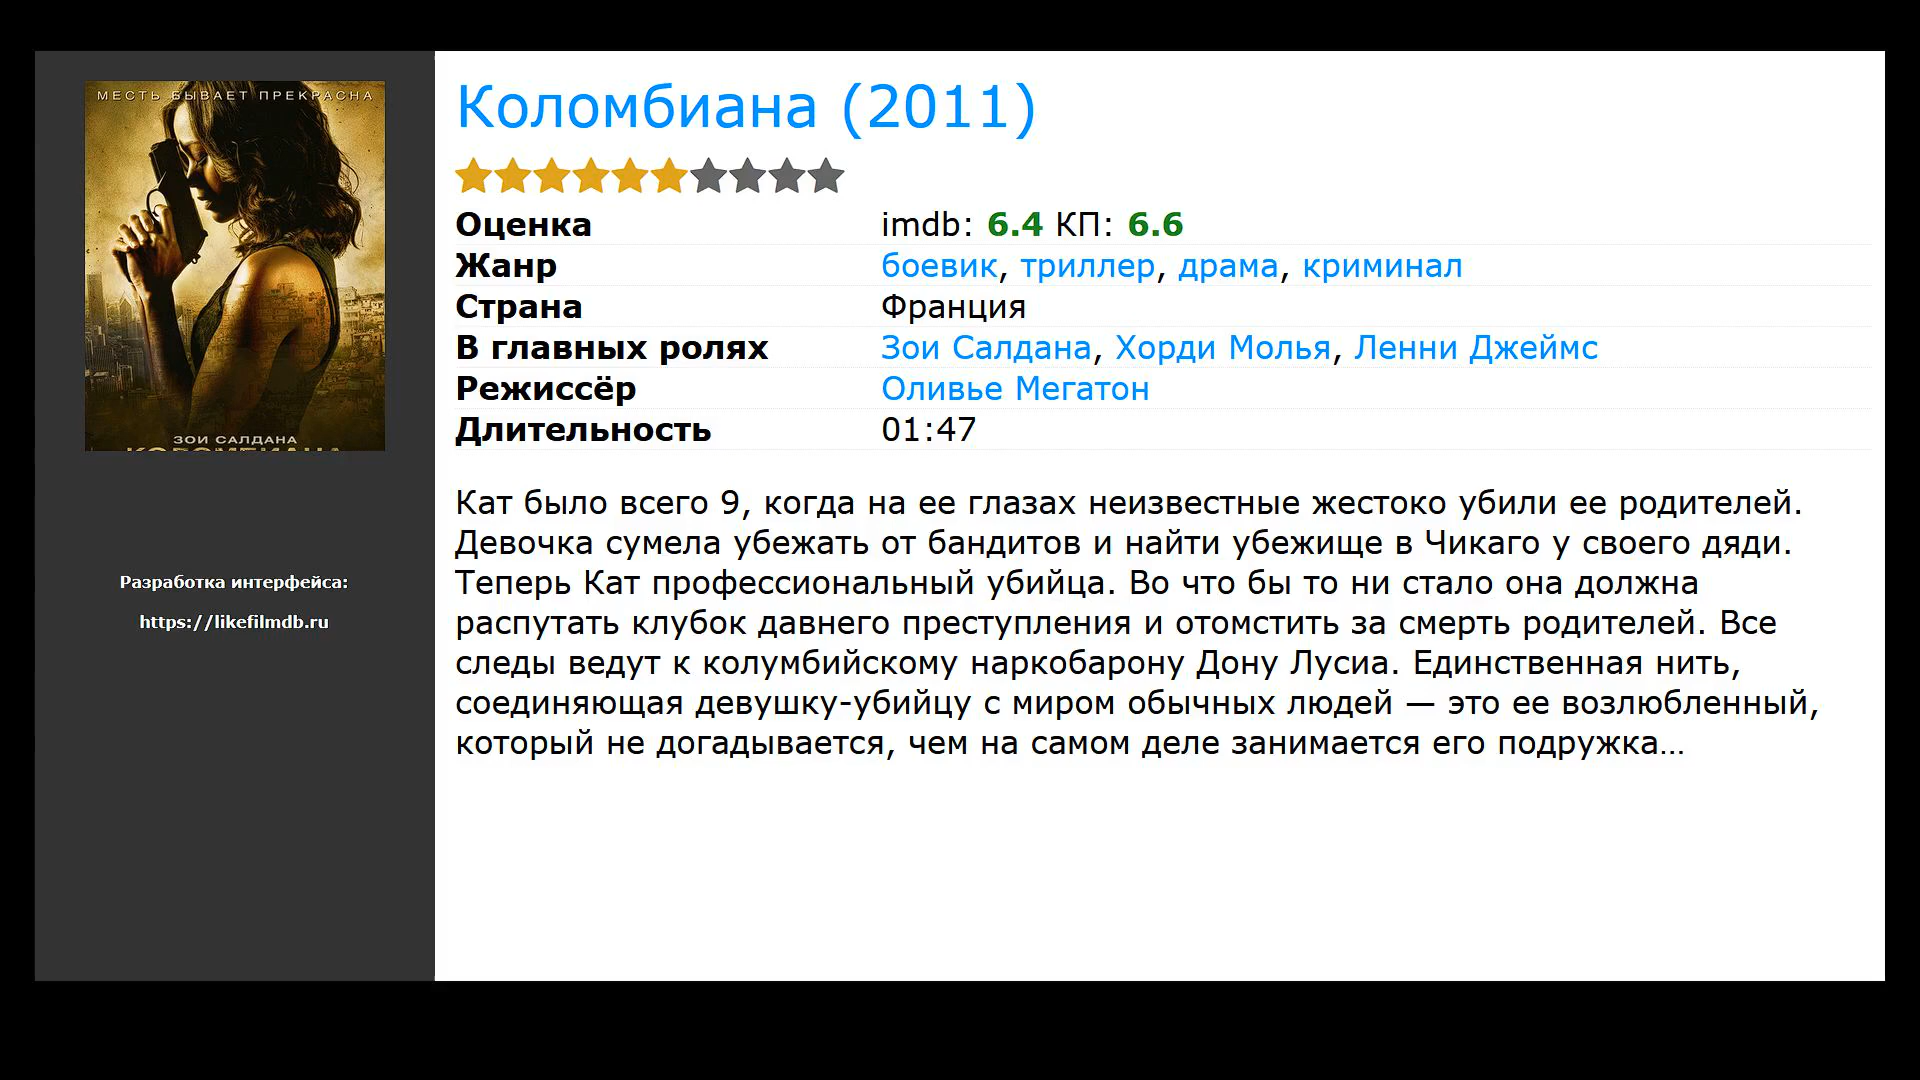 МЕСТЬ БЫВАЕТ ПРЕКРАСНА
ЗОИ САЛДАНА
КОЛОМБИАНА
Разработка интерфейса:
https://likefilmdb.ru
Коломбиана (2011)
Оценка imdb: 6.4 КП: 6.6
Жанр боевик, триллер, драма, криминал
Страна Франция
В главных ролях Зои Салдана, Хорди Молья, Ленни Джеймс
Режиссёр Оливье Мегатон
Длительность 01:47
Кат было всего 9, когда на ее глазах неизвестные жестоко убили ее родителей.
Девочка сумела убежать от бандитов и найти убежище в Чикаго у своего дяди.
Теперь Кат профессиональный убийца. Во что бы то ни стало она должна
распутать клубок давнего преступления и отомстить за смерть родителей. Все
следы ведут к колумбийскому наркобарону Дону Лусиа. Единственная нить,
соединяющая девушку-убийцу с миром обычных людей — это ее возлюбленный,
который не догадывается, чем на самом деле занимается его подружка…